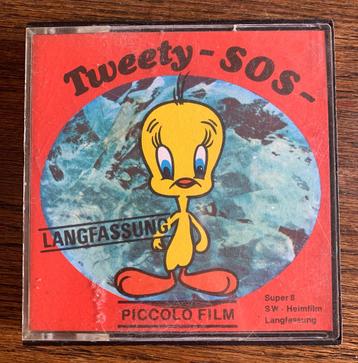 Tweety - SOS -
LANGFASSUNG
PICCOLO FILM
Super 8
SW - Heimfilm
Langfassung